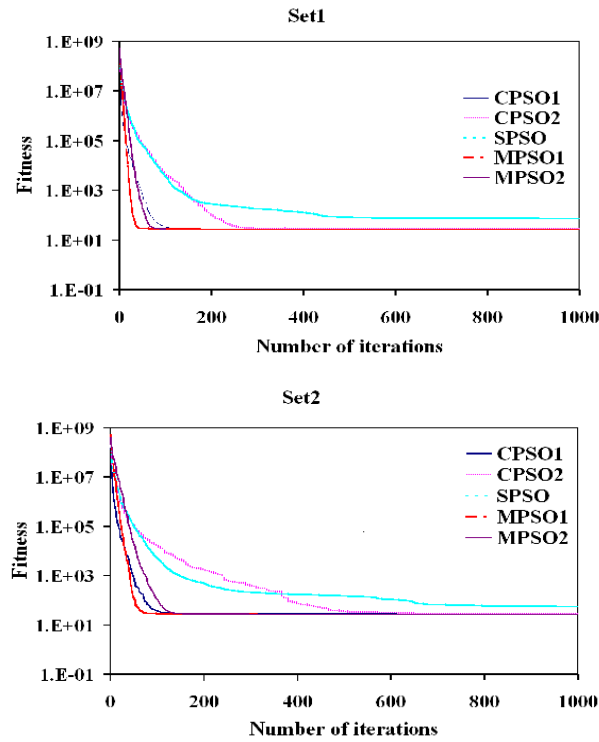 Set1
1.E+09
1.E+07
1.E+05
1.E+03
1.E+01
1.E-01
Fitness
CPSO1
CPSO2
SPSO
MPSO1
MPSO2
0 200 400 600 800 1000
Number of iterations
Set2
1.E+09
1.E+07
1.E+05
1.E+03
1.E+01
1.E-01
Fitness
CPSO1
CPSO2
SPSO
MPSO1
MPSO2
0 200 400 600 800 1000
Number of iterations